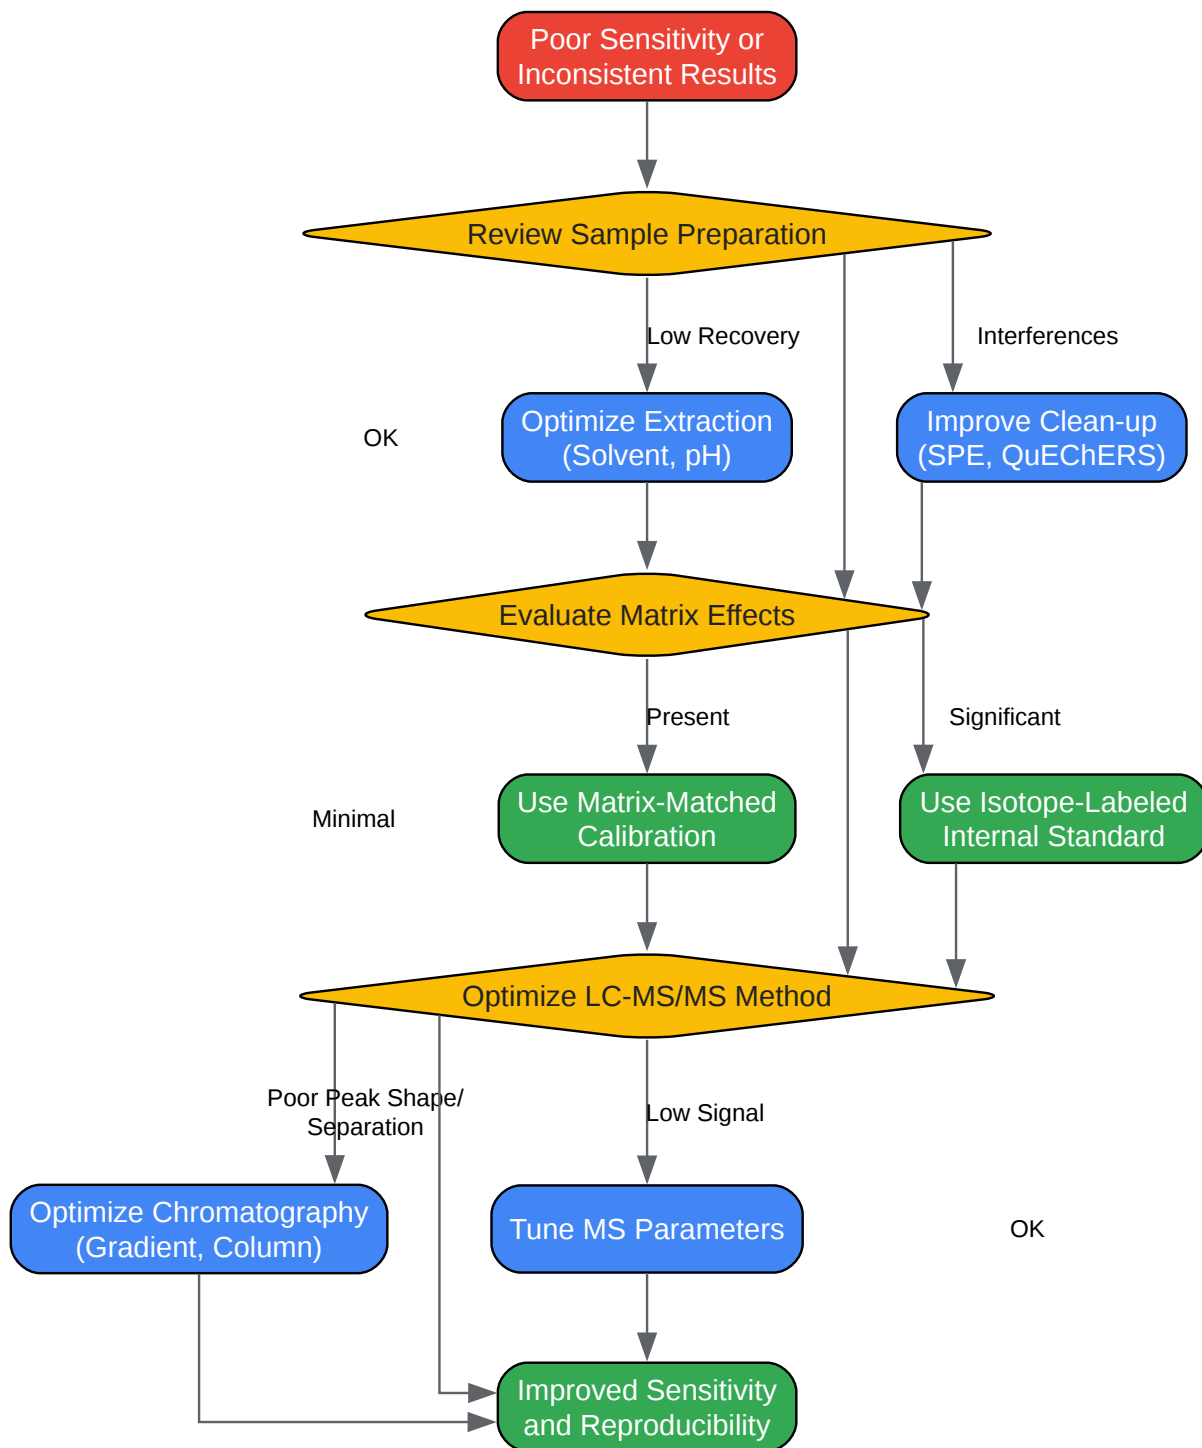 Poor Sensitivity or
Inconsistent Results
Review Sample Preparation
Low Recovery
Interferences
OK
Optimize Extraction
(Solvent, pH)
Improve Clean-up
(SPE, QuEChERS)
Evaluate Matrix Effects
Present
Significant
Minimal
Use Matrix-Matched
Calibration
Use Isotope-Labeled
Internal Standard
Optimize LC-MS/MS Method
Poor Peak Shape/
Separation
Low Signal
Optimize Chromatography
(Gradient, Column)
Tune MS Parameters
OK
Improved Sensitivity
and Reproducibility